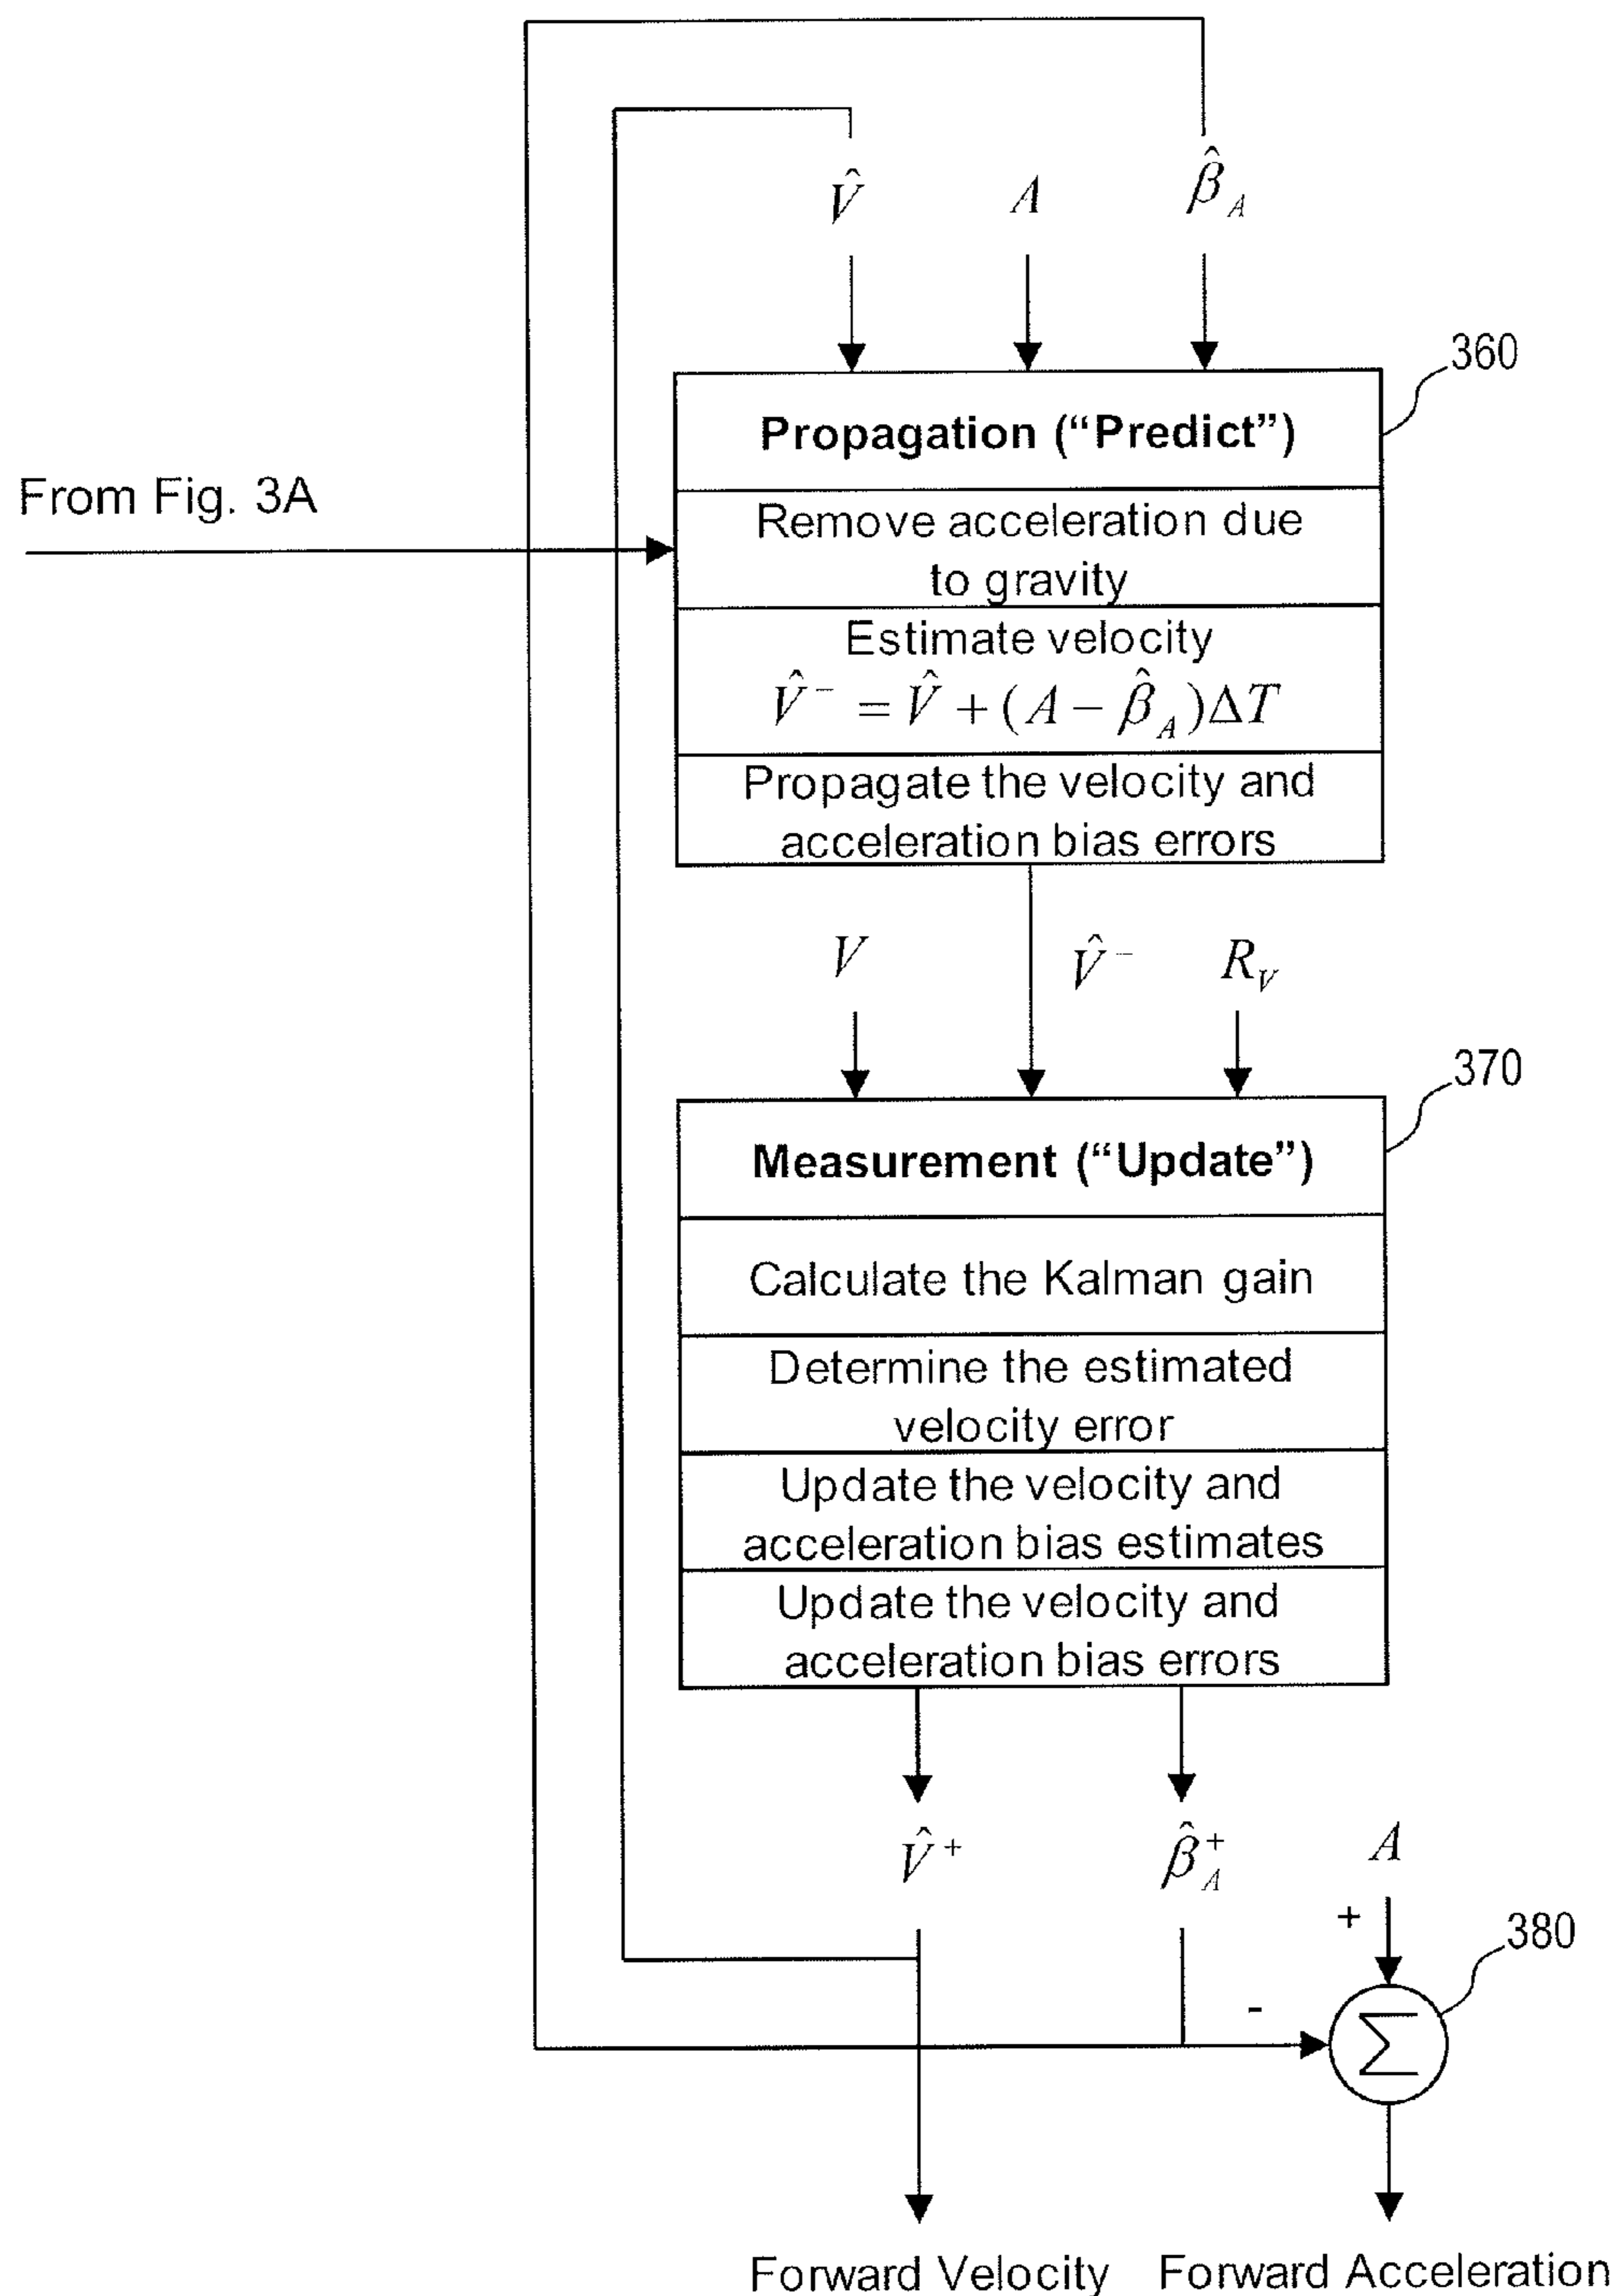 V̂ A β̂_A
360
Propagation (“Predict”)
From Fig. 3A
Remove acceleration due
to gravity
Estimate velocity
V̂⁻ = V̂ + (A − β̂_A)ΔT
Propagate the velocity and
acceleration bias errors
V V̂⁻ R_V
370
Measurement (“Update”)
Calculate the Kalman gain
Determine the estimated
velocity error
Update the velocity and
acceleration bias estimates
Update the velocity and
acceleration bias errors
V̂⁺ β̂_A⁺ A
+
380
-
Σ
Forward Velocity Forward Acceleration